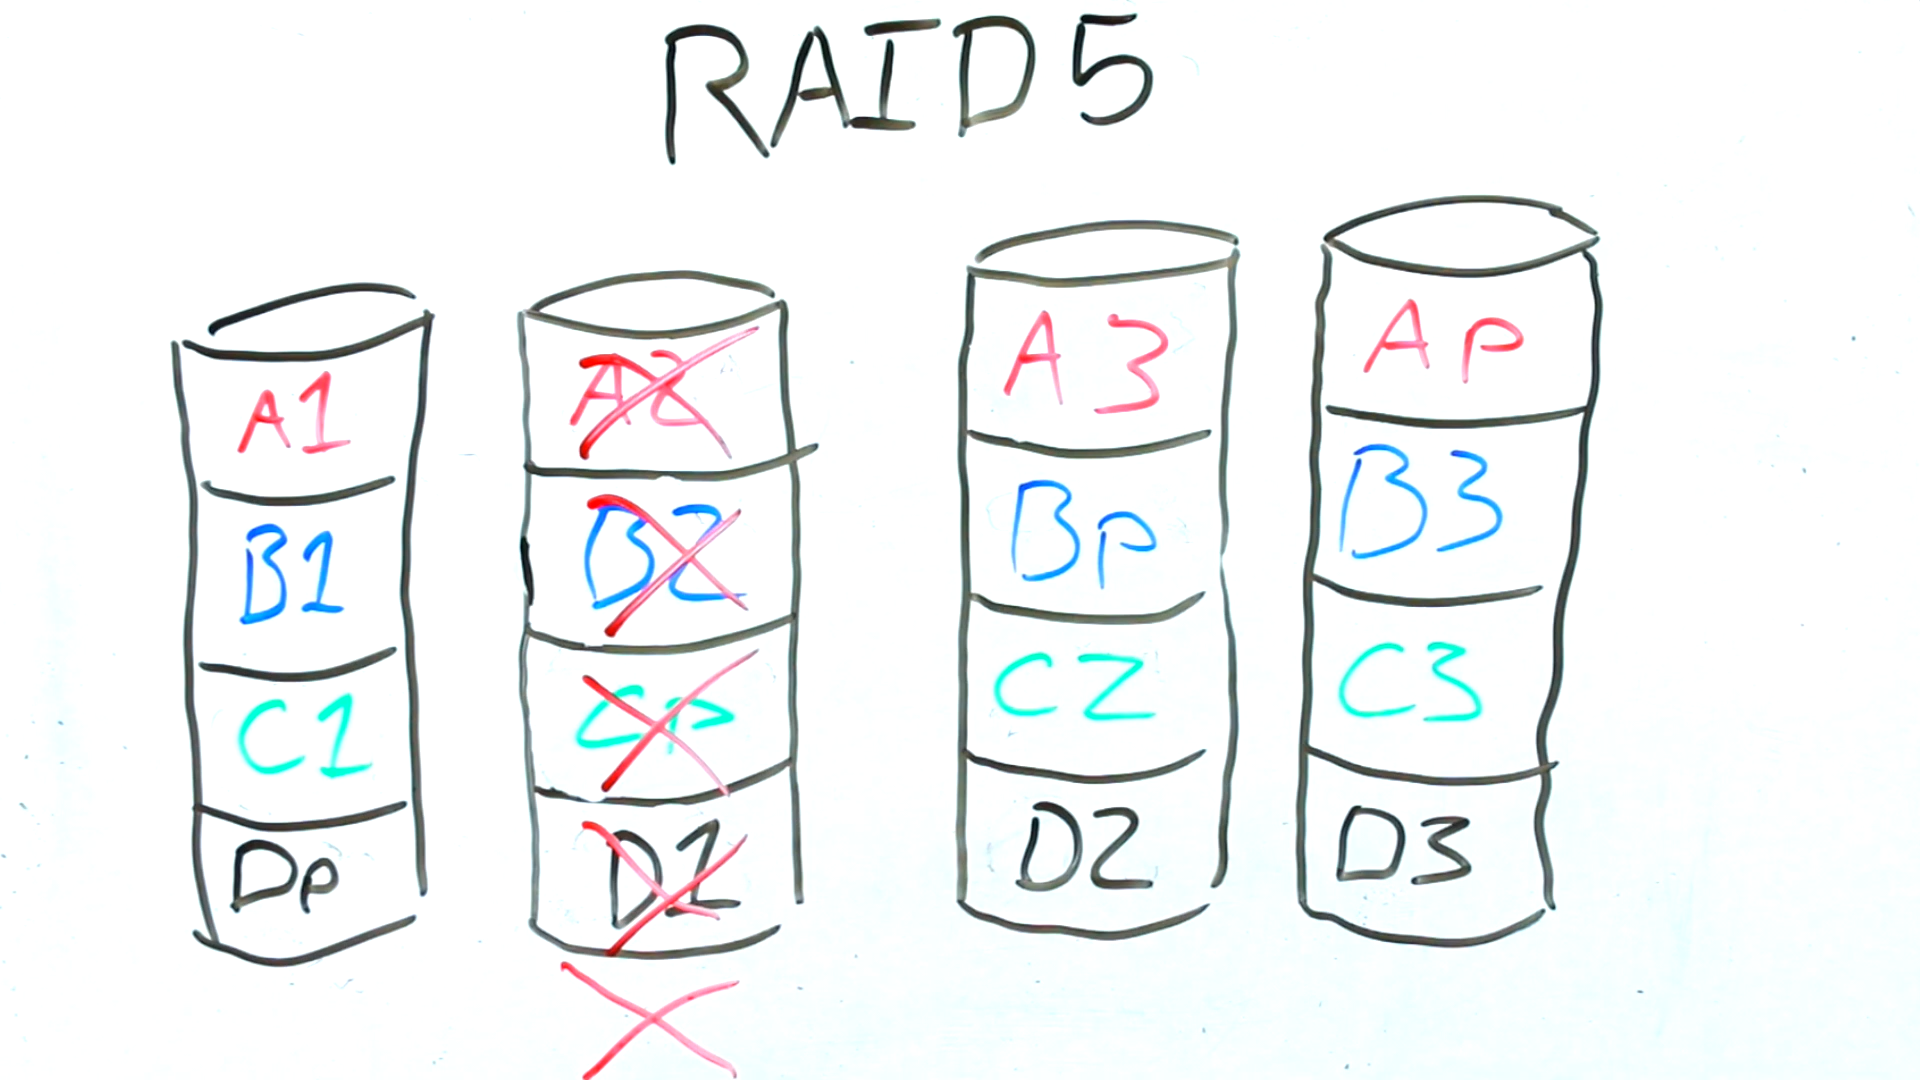 RAID5
A1 A2 A3 Ap
B1 B2 Bp B3
C1 Cp C2 C3
Dp D1 D2 D3